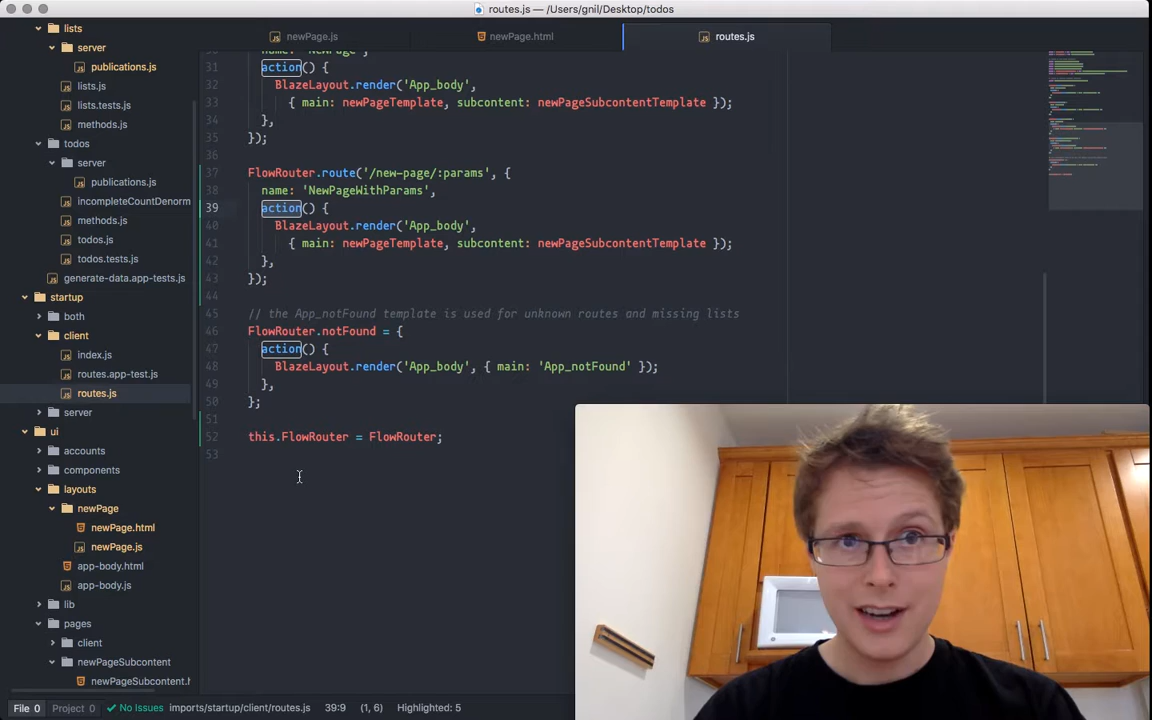 routes.js — /Users/gnil/Desktop/todos
newPage.js
newPage.html
routes.js
lists
server
publications.js
lists.js
lists.tests.js
methods.js
todos
server
publications.js
incompleteCountDenorm
methods.js
todos.js
todos.tests.js
generate-data.app-tests.js
startup
both
client
index.js
routes.app-test.js
routes.js
server
ui
accounts
components
layouts
newPage
newPage.html
newPage.js
app-body.html
app-body.js
lib
pages
client
newPageSubcontent
newPageSubcontent.h
31 action() {
32 BlazeLayout.render('App_body',
33 { main: newPageTemplate, subcontent: newPageSubcontentTemplate });
34 },
35 });
36
37 FlowRouter.route('/new-page/:params', {
38 name: 'NewPageWithParams',
39 action() {
40 BlazeLayout.render('App_body',
41 { main: newPageTemplate, subcontent: newPageSubcontentTemplate });
42 },
43 });
44
45 // the App_notFound template is used for unknown routes and missing lists
46 FlowRouter.notFound = {
47 action() {
48 BlazeLayout.render('App_body', { main: 'App_notFound' });
49 },
50 };
51
52 this.FlowRouter = FlowRouter;
53
File 0 Project 0 No Issues imports/startup/client/routes.js 39:9 (1, 6) Highlighted: 5